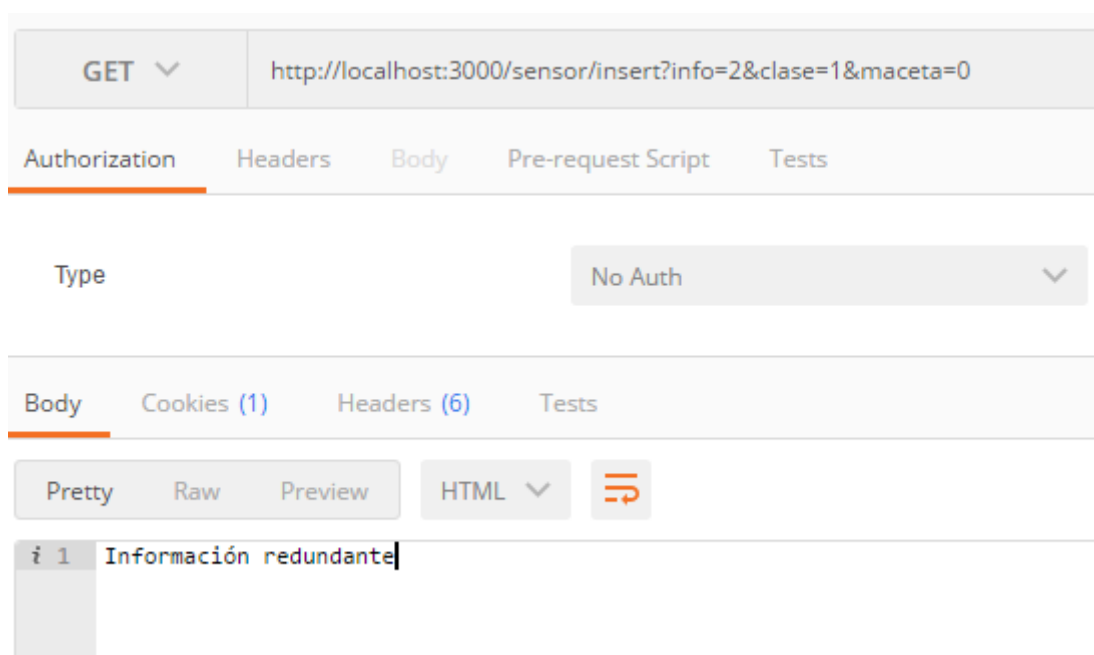 GET http://localhost:3000/sensor/insert?info=2&clase=1&maceta=0
Authorization Headers Body Pre-request Script Tests
Type No Auth
Body Cookies (1) Headers (6) Tests
Pretty Raw Preview HTML
i 1 Información redundante